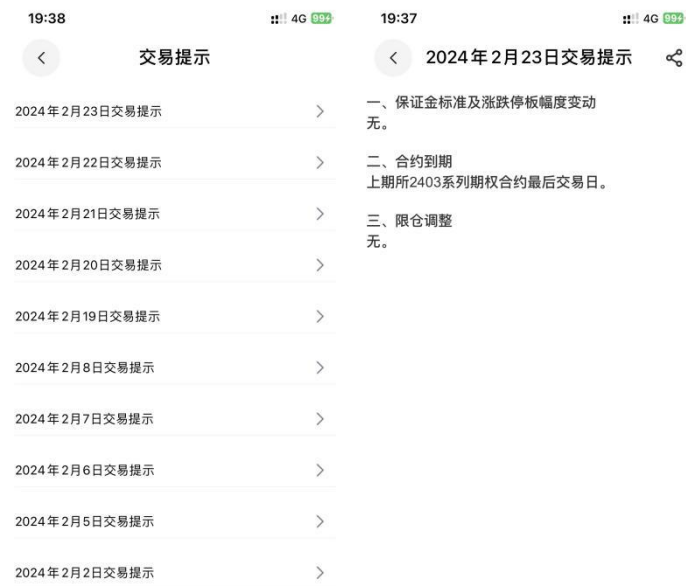 19:38
4G 99+
交易提示
2024年2月23日交易提示
2024年2月22日交易提示
2024年2月21日交易提示
2024年2月20日交易提示
2024年2月19日交易提示
2024年2月8日交易提示
2024年2月7日交易提示
2024年2月6日交易提示
2024年2月5日交易提示
2024年2月2日交易提示
19:37
4G 99+
2024年2月23日交易提示
一、保证金标准及涨跌停板幅度变动
无。
二、合约到期
上期所2403系列期权合约最后交易日。
三、限仓调整
无。